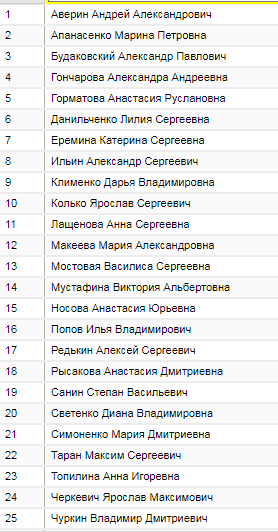 1 Аверин Андрей Александрович
2 Апанасенко Марина Петровна
3 Будаковский Александр Павлович
4 Гончарова Александра Андреевна
5 Горматова Анастасия Руслановна
6 Данильченко Лилия Сергеевна
7 Еремина Катерина Сергеевна
8 Ильин Александр Сергеевич
9 Клименко Дарья Владимировна
10 Колько Ярослав Сергеевич
11 Лащенова Анна Сергеевна
12 Макеева Мария Александровна
13 Мостовая Василиса Сергеевна
14 Мустафина Виктория Альбертовна
15 Носова Анастасия Юрьевна
16 Попов Илья Владимирович
17 Редькин Алексей Сергеевич
18 Рысакова Анастасия Дмитриевна
19 Санин Степан Васильевич
20 Светенко Диана Владимировна
21 Симоненко Мария Дмитриевна
22 Таран Максим Сергеевич
23 Топилина Анна Игоревна
24 Черкевич Ярослав Максимович
25 Чуркин Владимир Дмитриевич